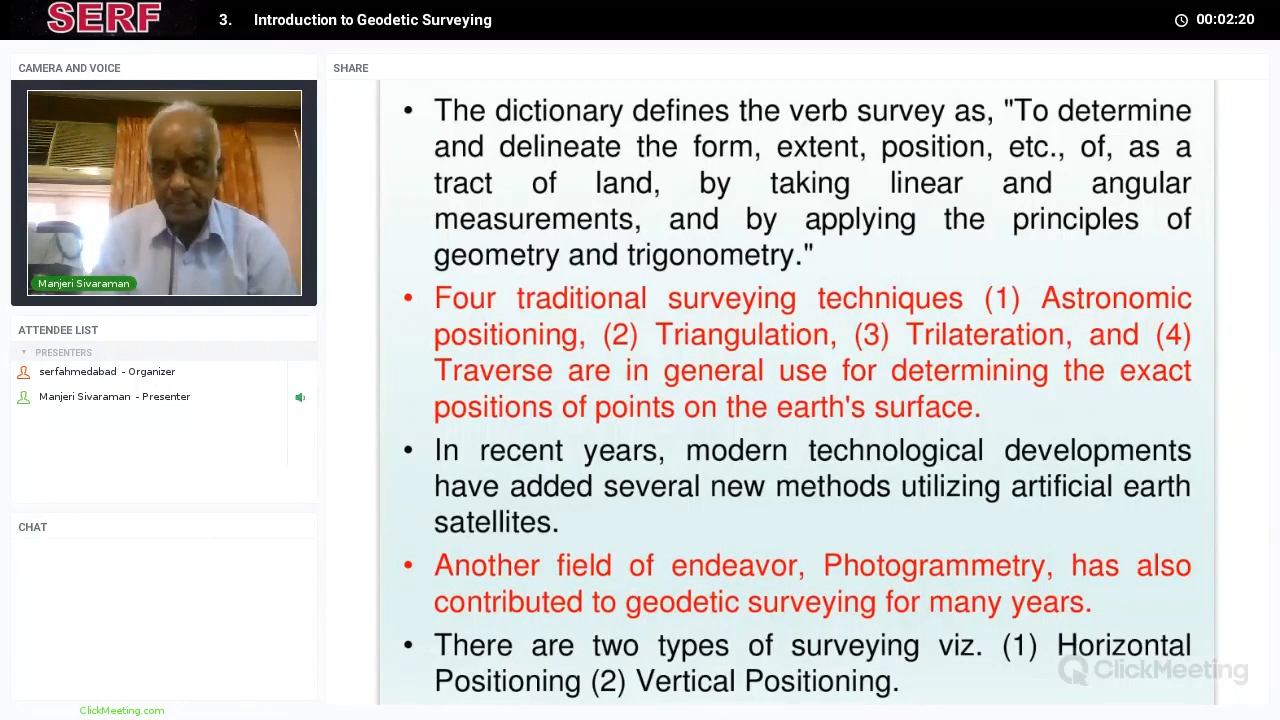 SERF
3. Introduction to Geodetic Surveying
00:02:20
CAMERA AND VOICE
Manjeri Sivaraman
ATTENDEE LIST
PRESENTERS
serfahmedabad - Organizer
Manjeri Sivaraman - Presenter
CHAT
ClickMeeting.com
SHARE
• The dictionary defines the verb survey as, "To determine
and delineate the form, extent, position, etc., of, as a
tract of land, by taking linear and angular
measurements, and by applying the principles of
geometry and trigonometry."
• Four traditional surveying techniques (1) Astronomic
positioning, (2) Triangulation, (3) Trilateration, and (4)
Traverse are in general use for determining the exact
positions of points on the earth's surface.
• In recent years, modern technological developments
have added several new methods utilizing artificial earth
satellites.
• Another field of endeavor, Photogrammetry, has also
contributed to geodetic surveying for many years.
• There are two types of surveying viz. (1) Horizontal
Positioning (2) Vertical Positioning.
ClickMeeting